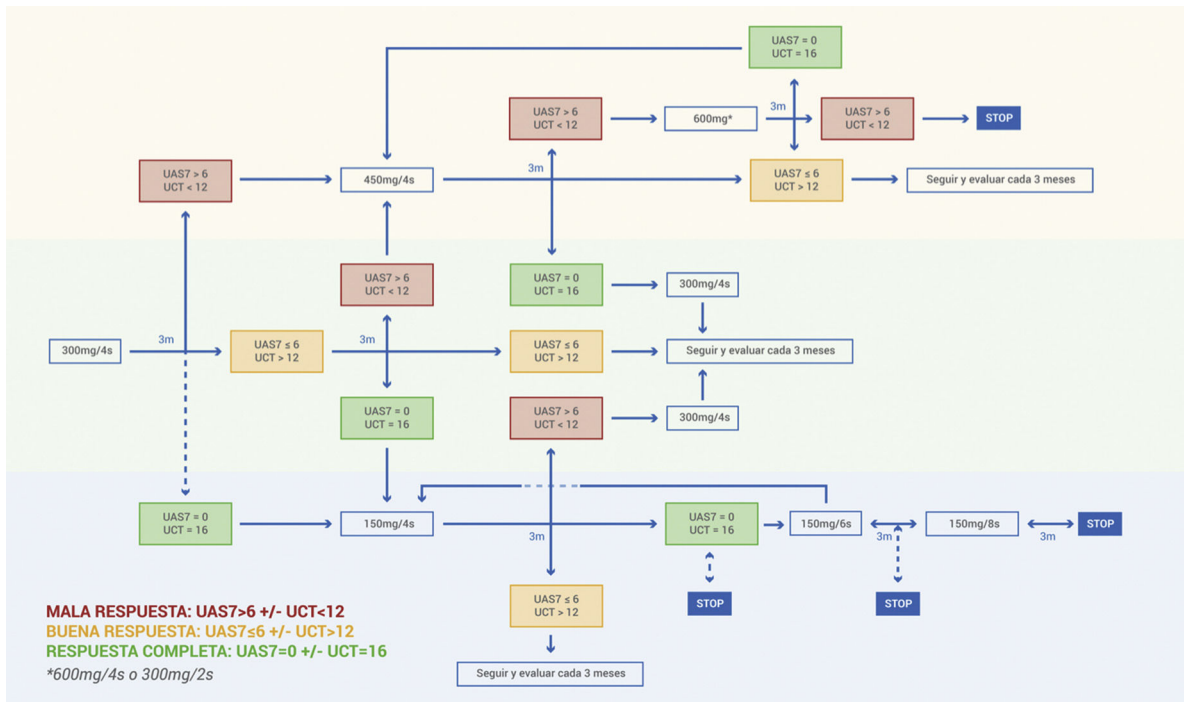 UAS7 = 0
UCT = 16
UAS7 > 6
UCT < 12
600mg*
3m
UAS7 > 6
UCT < 12
STOP
UAS7 > 6
UCT < 12
450mg/4s
3m
UAS7 ≤ 6
UCT > 12
Seguir y evaluar cada 3 meses
UAS7 > 6
UCT < 12
UAS7 = 0
UCT = 16
300mg/4s
300mg/4s
3m
UAS7 ≤ 6
UCT > 12
3m
UAS7 ≤ 6
UCT > 12
Seguir y evaluar cada 3 meses
UAS7 = 0
UCT = 16
UAS7 > 6
UCT < 12
300mg/4s
UAS7 = 0
UCT = 16
150mg/4s
3m
UAS7 = 0
UCT = 16
150mg/6s
3m
150mg/8s
3m
STOP
UAS7 ≤ 6
UCT > 12
STOP
STOP
Seguir y evaluar cada 3 meses
MALA RESPUESTA: UAS7>6 +/- UCT<12
BUENA RESPUESTA: UAS7≤6 +/- UCT>12
RESPUESTA COMPLETA: UAS7=0 +/- UCT=16
*600mg/4s o 300mg/2s